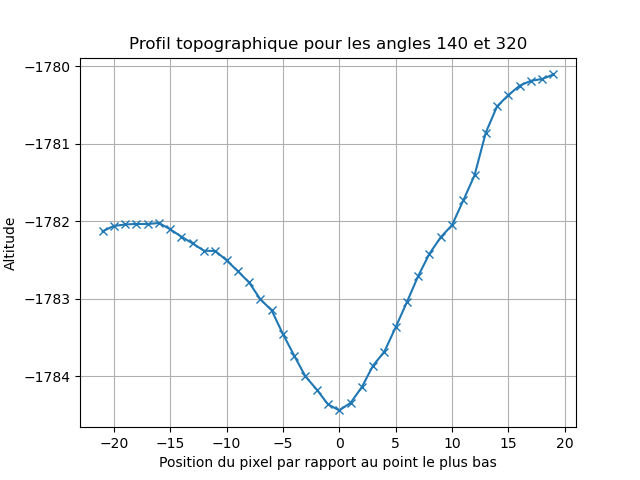 Profil topographique pour les angles 140 et 320
−1780
−1781
−1782
−1783
−1784
Altitude
−20 −15 −10 −5 0 5 10 15 20
Position du pixel par rapport au point le plus bas